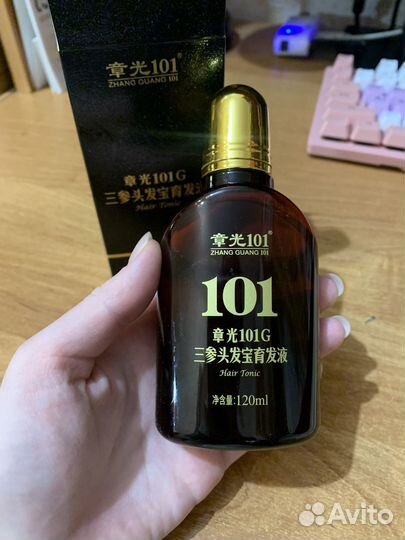 章光101®
ZHANG GUANG 101
章光101G
三参头发宝育发液
Hair Tonic
章光101®
ZHANG GUANG 101
101
章光101G
三参头发宝育发液
Hair Tonic
净含量:120ml
Avito